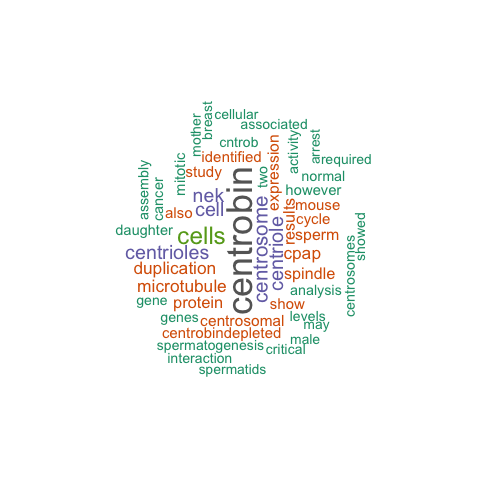 cellular
breast
associated
mother
cntrob
activity
arrest
identified
expression
arequired
study
two
mitotic
normal
assembly
cancer
nek
however
also
cell
centrobin
centrosome
centriole
results
mouse
cycle
daughter
cells
sperm
centrosomes
showed
centrioles
cpap
duplication
spindle
microtubule
analysis
gene
protein
show
genes
centrosomal
levels
may
centrobindepleted
male
spermatogenesis
critical
interaction
spermatids